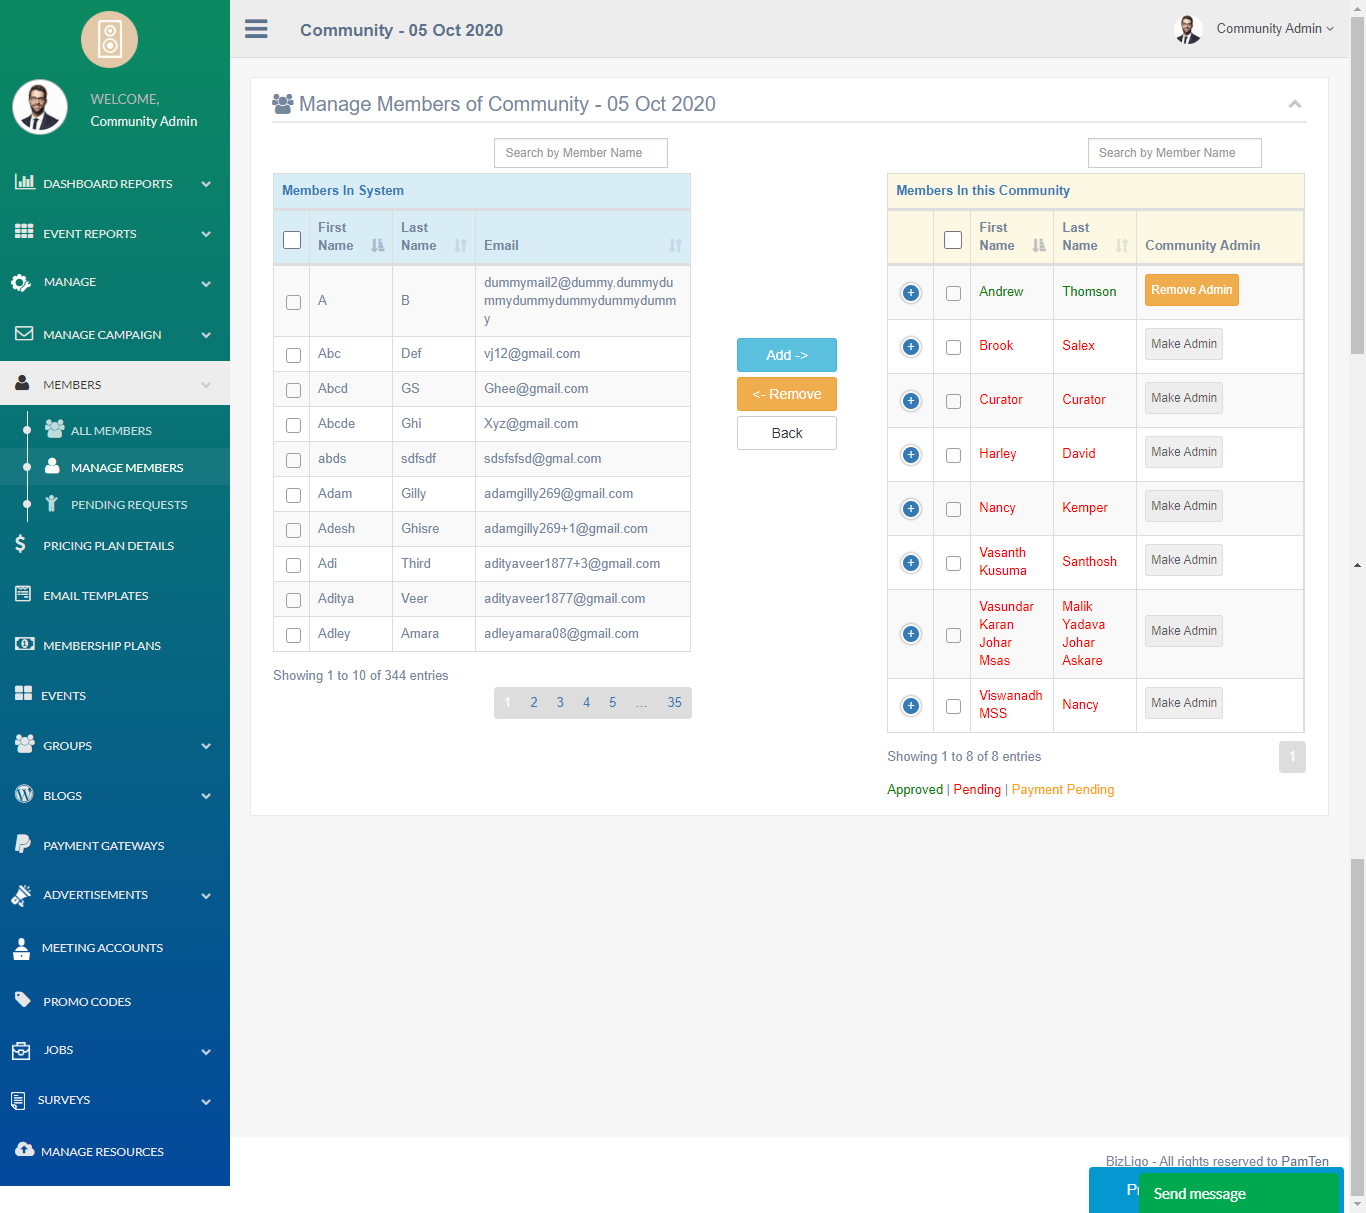 Community - 05 Oct 2020
Community Admin
WELCOME,
Community Admin
DASHBOARD REPORTS
EVENT REPORTS
MANAGE
MANAGE CAMPAIGN
MEMBERS
ALL MEMBERS
MANAGE MEMBERS
PENDING REQUESTS
PRICING PLAN DETAILS
EMAIL TEMPLATES
MEMBERSHIP PLANS
EVENTS
GROUPS
BLOGS
PAYMENT GATEWAYS
ADVERTISEMENTS
MEETING ACCOUNTS
PROMO CODES
JOBS
SURVEYS
MANAGE RESOURCES
Manage Members of Community - 05 Oct 2020
Search by Member Name
Members In System
First Name Last Name Email
A B dummymail2@dummy.dummydu
mmydummydummydummydumm
y
Abc Def vj12@gmail.com
Abcd GS Ghee@gmail.com
Abcde Ghi Xyz@gmail.com
abds sdfsdf sdsfsfsd@gmal.com
Adam Gilly adamgilly269@gmail.com
Adesh Ghisre adamgilly269+1@gmail.com
Adi Third adityaveer1877+3@gmail.com
Aditya Veer adityaveer1877@gmail.com
Adley Amara adleyamara08@gmail.com
Showing 1 to 10 of 344 entries
1 2 3 4 5 ... 35
Add ->
<- Remove
Back
Search by Member Name
Members In this Community
First Name Last Name Community Admin
Andrew Thomson Remove Admin
Brook Salex Make Admin
Curator Curator Make Admin
Harley David Make Admin
Nancy Kemper Make Admin
Vasanth Kusuma Santhosh Make Admin
Vasundar Karan Johar Msas Malik Yadava Johar Askare Make Admin
Viswanadh MSS Nancy Make Admin
Showing 1 to 8 of 8 entries
1
Approved | Pending | Payment Pending
BizLigo - All rights reserved to PamTen
Send message